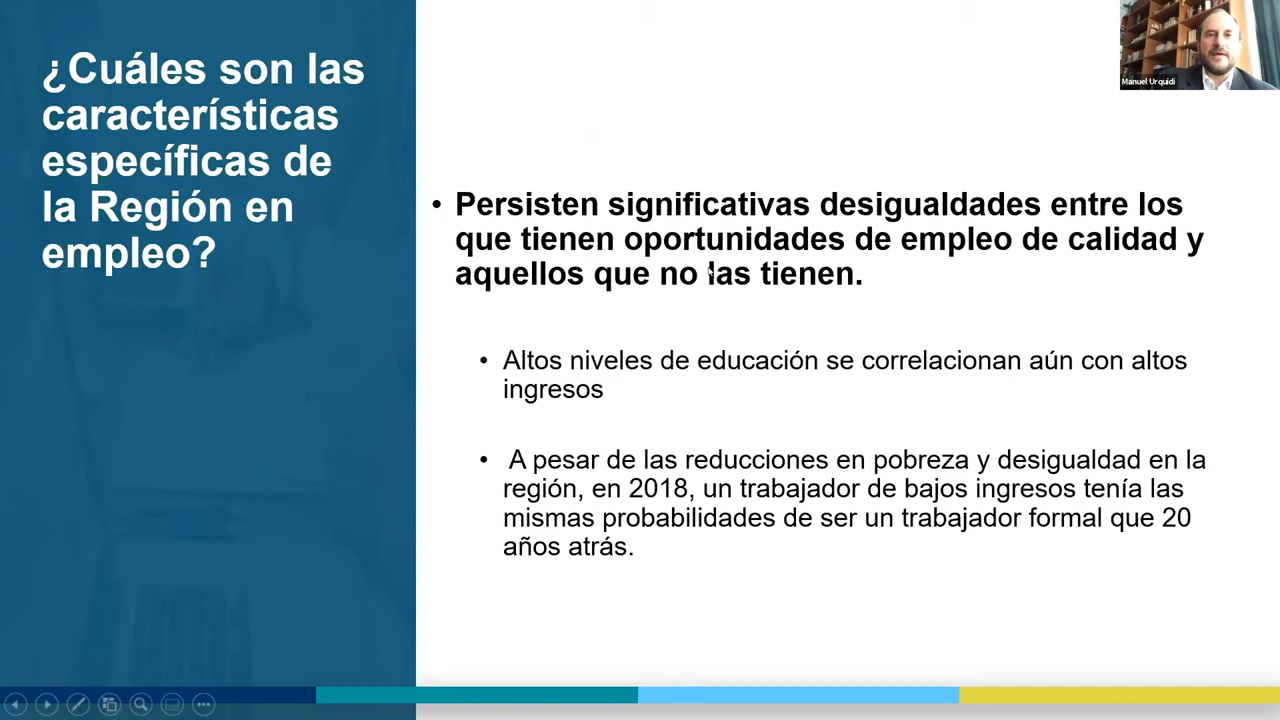 ¿Cuáles son las
características
específicas de
la Región en
empleo?
Manuel Urquidi
• Persisten significativas desigualdades entre los
que tienen oportunidades de empleo de calidad y
aquellos que no las tienen.
• Altos niveles de educación se correlacionan aún con altos
ingresos
• A pesar de las reducciones en pobreza y desigualdad en la
región, en 2018, un trabajador de bajos ingresos tenía las
mismas probabilidades de ser un trabajador formal que 20
años atrás.